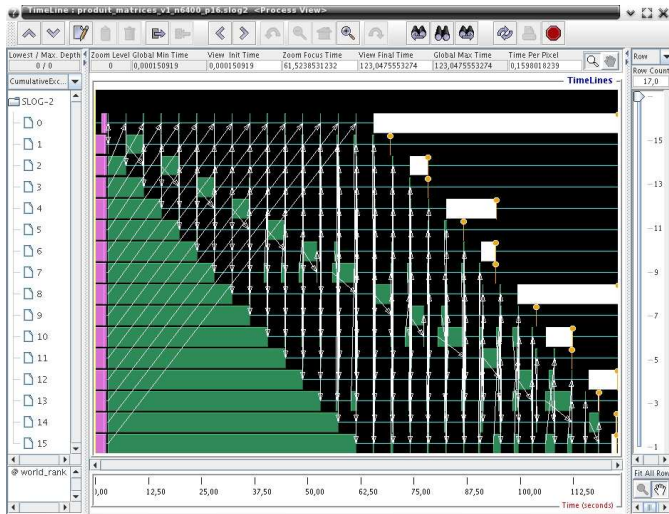 TimeLine : produit_matrices_v1_n6400_p16.slog2 <Process View>
Lowest / Max. Depth
0 / 0
Zoom Level
0
Global Min Time
0,000150919
View Init Time
0,000150919
Zoom Focus Time
61,5238531232
View Final Time
123,0475553274
Global Max Time
123,0475553274
Time Per Pixel
0,1598018239
Row
Row Count
17,0
CumulativeExc...
TimeLines
SLOG-2
0
1
2
3
4
5
6
7
8
9
10
11
12
13
14
15
world_rank
15
13
11
9
7
5
3
1
Fit All Row
0,00
12,50
25,00
37,50
50,00
62,50
75,00
87,50
100,00
112,50
Time (seconds)